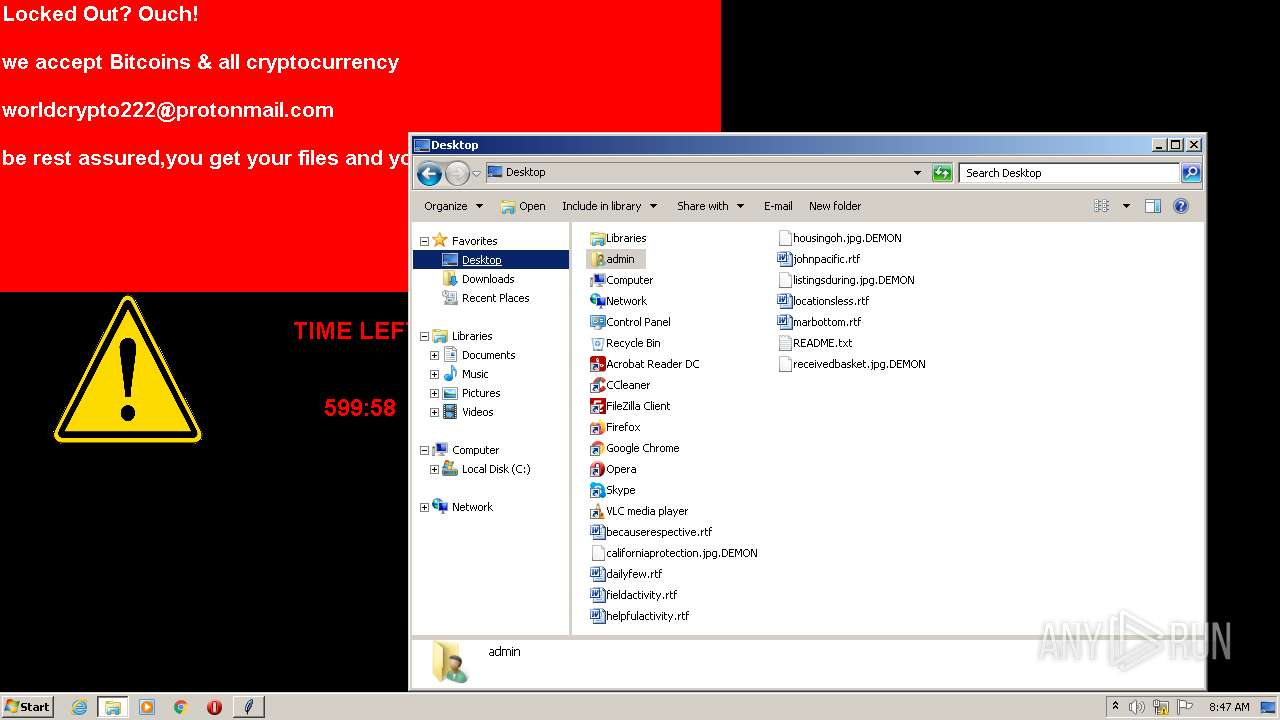 Locked Out? Ouch!
we accept Bitcoins & all cryptocurrency
worldcrypto222@protonmail.com
be rest assured,you get your files and yo
TIME LEFT
599:58
Desktop
Desktop
Search Desktop
Organize
Open
Include in library
Share with
E-mail
New folder
Favorites
Desktop
Downloads
Recent Places
Libraries
Documents
Music
Pictures
Videos
Computer
Local Disk (C:)
Network
Libraries
admin
Computer
Network
Control Panel
Recycle Bin
Acrobat Reader DC
CCleaner
FileZilla Client
Firefox
Google Chrome
Opera
Skype
VLC media player
becauserespective.rtf
californiaprotection.jpg.DEMON
dailyfew.rtf
fieldactivity.rtf
helpfulactivity.rtf
housingoh.jpg.DEMON
johnpacific.rtf
listingsduring.jpg.DEMON
locationsless.rtf
marksfarm.rtf
README.txt
receivedbasket.jpg.DEMON
admin
ANY RUN
Start
8:47 AM